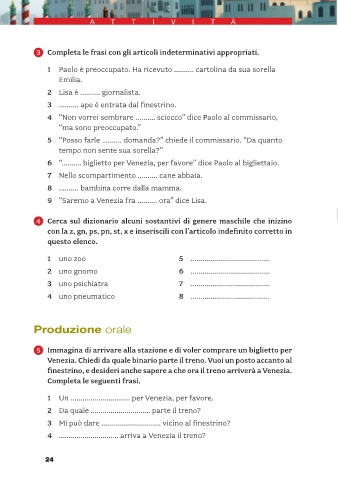 ATTIVITÀ
3 Completa le frasi con gli articoli indeterminativi appropriati.
1 Paolo è preoccupato. Ha ricevuto .......... cartolina da sua sorella
Emilia.
2 Lisa è .......... giornalista.
3 .......... ape è entrata dal finestrino.
4 “Non vorrei sembrare .......... sciocco” dice Paolo al commissario,
“ma sono preoccupato.”
5 “Posso farle .......... domanda?” chiede il commissario. “Da quanto
tempo non sente sua sorella?”
6 “.......... biglietto per Venezia, per favore” dice Paolo al bigliettaio.
7 Nello scompartimento .......... cane abbaia.
8 .......... bambina corre dalla mamma.
9 “Saremo a Venezia fra .......... ora” dice Lisa.
4 Cerca sul dizionario alcuni sostantivi di genere maschile che inizino
con la z, gn, ps, pn, st, x e inseriscili con l’articolo indefinito corretto in
questo elenco.
1 uno zoo 5 ........................................
2 uno gnomo 6 ........................................
3 uno psichiatra 7 ........................................
4 uno pneumatico 8 ........................................
Produzione orale
5 Immagina di arrivare alla stazione e di voler comprare un biglietto per
Venezia. Chiedi da quale binario parte il treno. Vuoi un posto accanto al
finestrino, e desideri anche sapere a che ora il treno arriverà a Venezia.
Completa le seguenti frasi.
1 Un .............................. per Venezia, per favore.
2 Da quale .............................. parte il treno?
3 Mi può dare .............................. vicino al finestrino?
4 .............................. arriva a Venezia il treno?
24